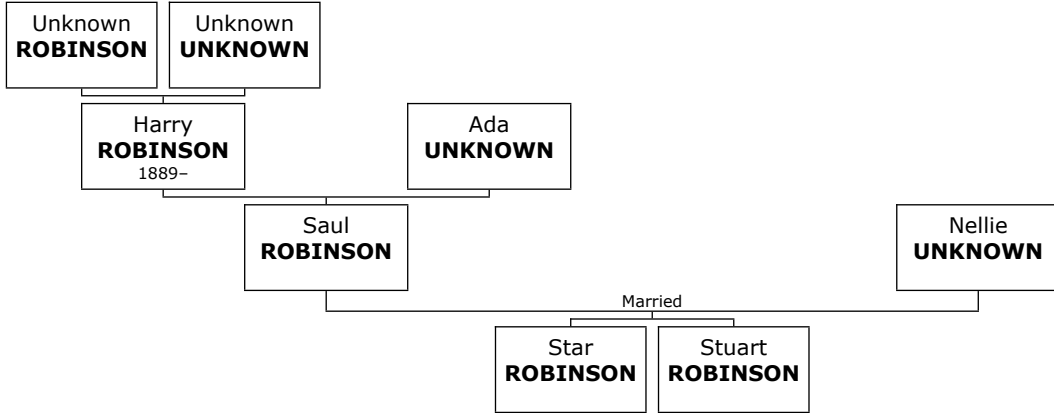 Unknown
ROBINSON
Unknown
UNKNOWN
Harry
ROBINSON
1889–
Ada
UNKNOWN
Saul
ROBINSON
Nellie
UNKNOWN
Married
Star
ROBINSON
Stuart
ROBINSON